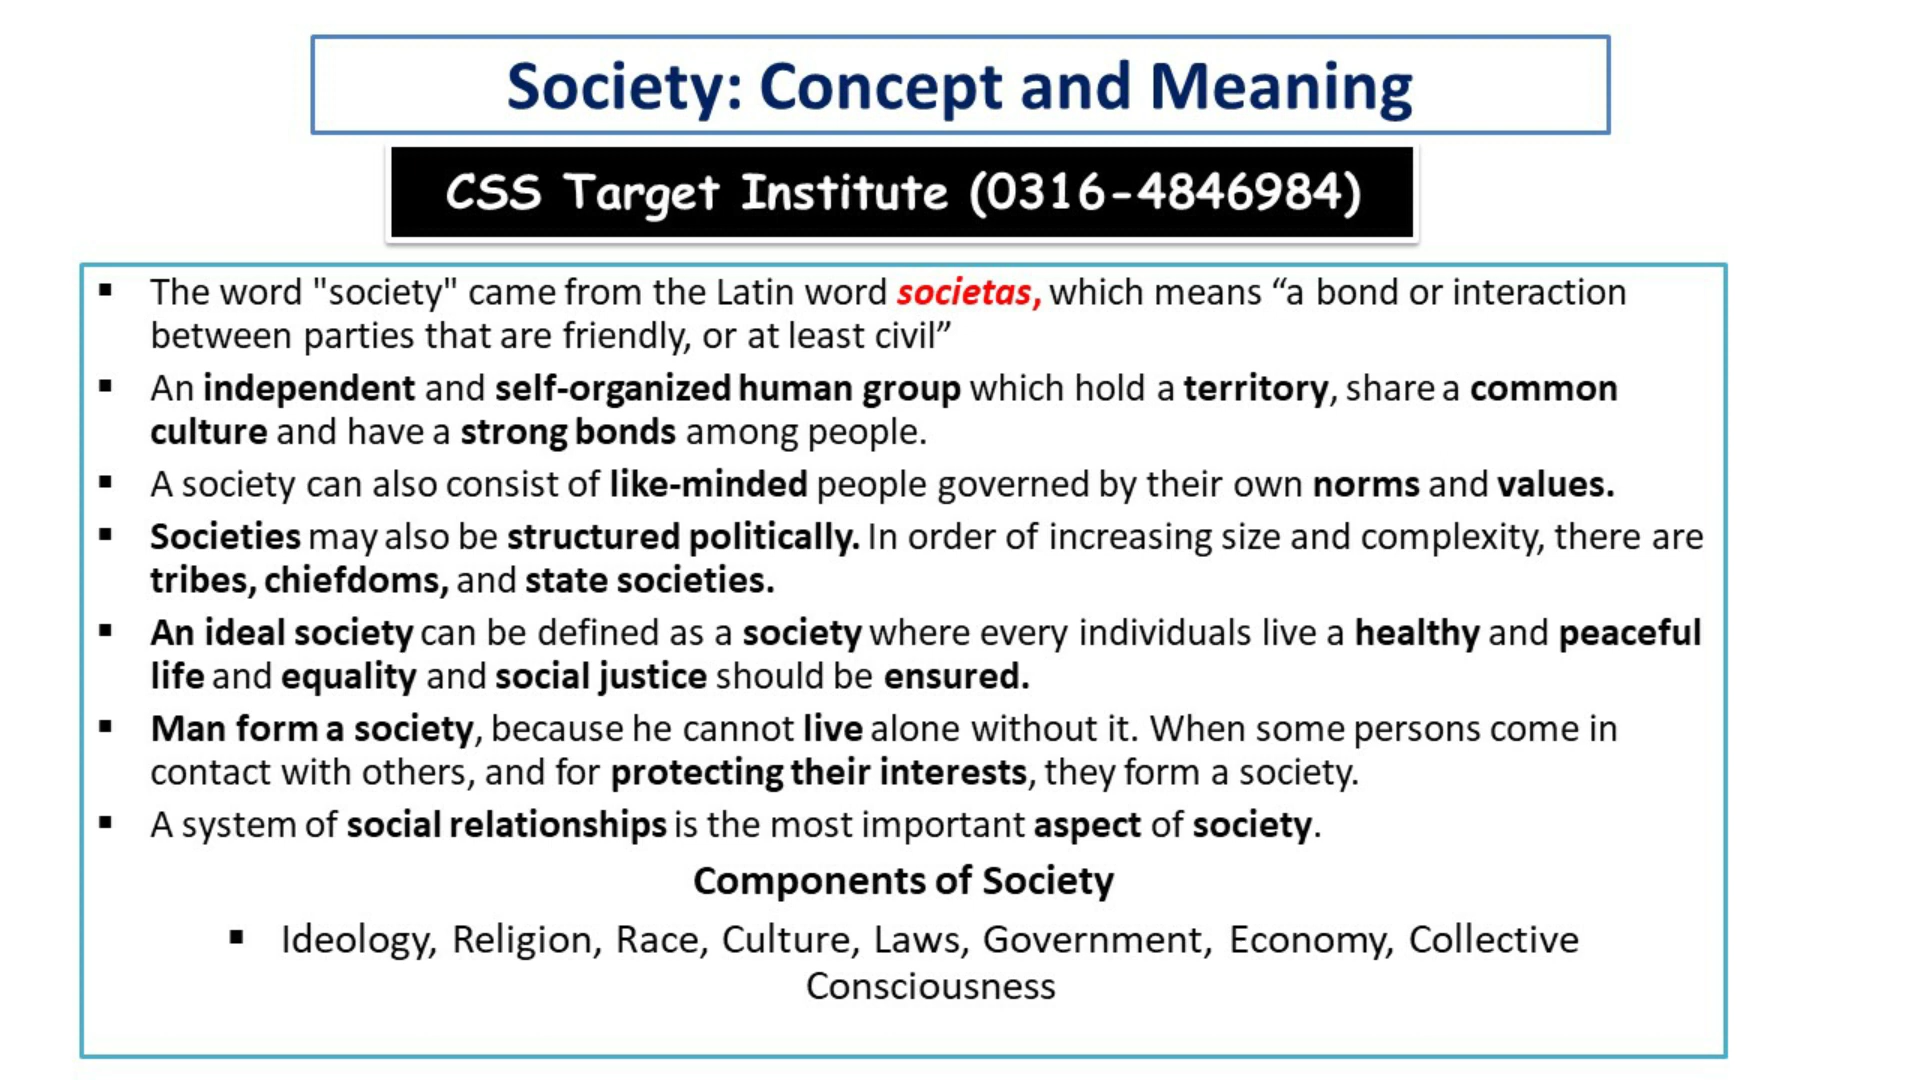 Society: Concept and Meaning
CSS Target Institute (0316-4846984)
▪ The word "society" came from the Latin word societas, which means “a bond or interaction
between parties that are friendly, or at least civil”
▪ An independent and self-organized human group which hold a territory, share a common
culture and have a strong bonds among people.
▪ A society can also consist of like-minded people governed by their own norms and values.
▪ Societies may also be structured politically. In order of increasing size and complexity, there are
tribes, chiefdoms, and state societies.
▪ An ideal society can be defined as a society where every individuals live a healthy and peaceful
life and equality and social justice should be ensured.
▪ Man form a society, because he cannot live alone without it. When some persons come in
contact with others, and for protecting their interests, they form a society.
▪ A system of social relationships is the most important aspect of society.
Components of Society
▪ Ideology, Religion, Race, Culture, Laws, Government, Economy, Collective
Consciousness